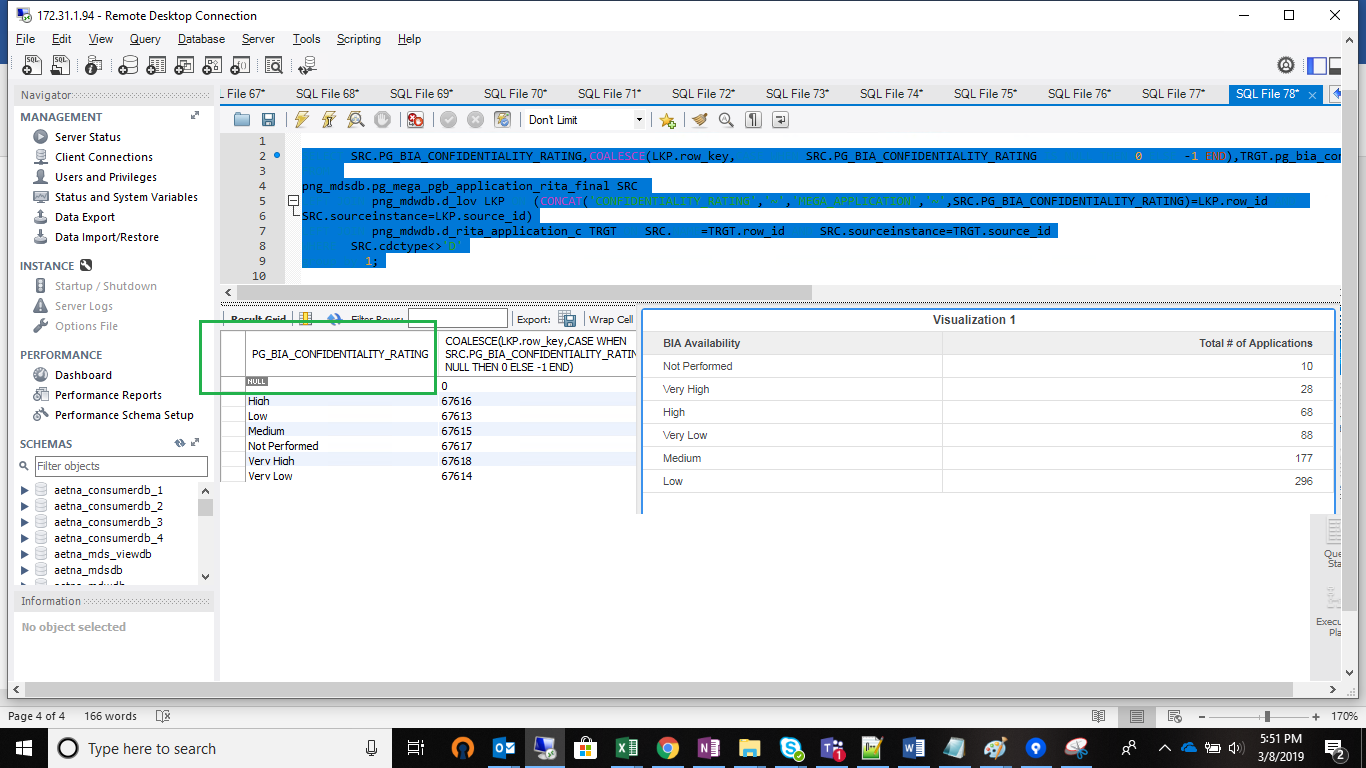 172.31.1.94 - Remote Desktop Connection
File Edit View Query Database Server Tools Scripting Help
Navigator
MANAGEMENT
Server Status
Client Connections
Users and Privileges
Status and System Variables
Data Export
Data Import/Restore
INSTANCE
Startup / Shutdown
Server Logs
Options File
PERFORMANCE
Dashboard
Performance Reports
Performance Schema Setup
SCHEMAS
Filter objects
aetna_consumerdb_1
aetna_consumerdb_2
aetna_consumerdb_3
aetna_consumerdb_4
aetna_mds_viewdb
aetna_mdsdb
aetna_mdwdb
Information
No object selected
L File 67* SQL File 68* SQL File 69* SQL File 70* SQL File 71* SQL File 72* SQL File 73* SQL File 74* SQL File 75* SQL File 76* SQL File 77* SQL File 78*
Don't Limit
1
2 SRC.PG_BIA_CONFIDENTIALITY_RATING,COALESCE(LKP.row_key, SRC.PG_BIA_CONFIDENTIALITY_RATING 0 -1 END),TRGT.pg_bia_con
3
4 png_mdsdb.pg_mega_pgb_application_rita_final SRC
5 png_mdwdb.d_lov LKP (CONCAT('CONFIDENTIALITY_RATING','~','MEGA_APPLICATION','~',SRC.PG_BIA_CONFIDENTIALITY_RATING)=LKP.row_id
6 SRC.sourceinstance=LKP.source_id)
7 png_mdwdb.d_rita_application_c TRGT SRC. =TRGT.row_id SRC.sourceinstance=TRGT.source_id
8 SRC.cdctype<>'D'
9 1;
10
Result Grid Filter Rows: Export: Wrap Cell
PG_BIA_CONFIDENTIALITY_RATING
COALESCE(LKP.row_key,CASE WHEN
SRC.PG_BIA_CONFIDENTIALITY_RATIN
NULL THEN 0 ELSE -1 END)
NULL 0
High 67616
Low 67613
Medium 67615
Not Performed 67617
Very High 67618
Very Low 67614
Visualization 1
BIA Availability Total # of Applications
Not Performed 10
Very High 28
High 68
Very Low 88
Medium 177
Low 296
Que
Sta
Execu
Pla
Page 4 of 4 166 words
170%
Type here to search
1
5:51 PM
3/8/2019
2